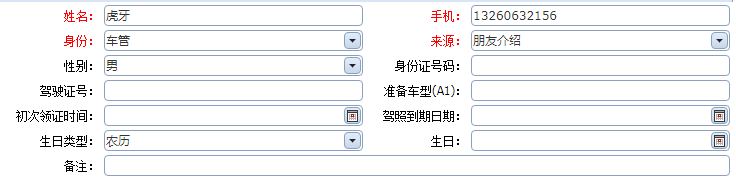 姓名： 虎牙 手机： 13260632156
身份： 车管 来源： 朋友介绍
性别： 男 身份证号码：
驾驶证号： 准备车型(A1)：
初次领证时间： 驾照到期日期：
生日类型： 农历 生日：
备注：